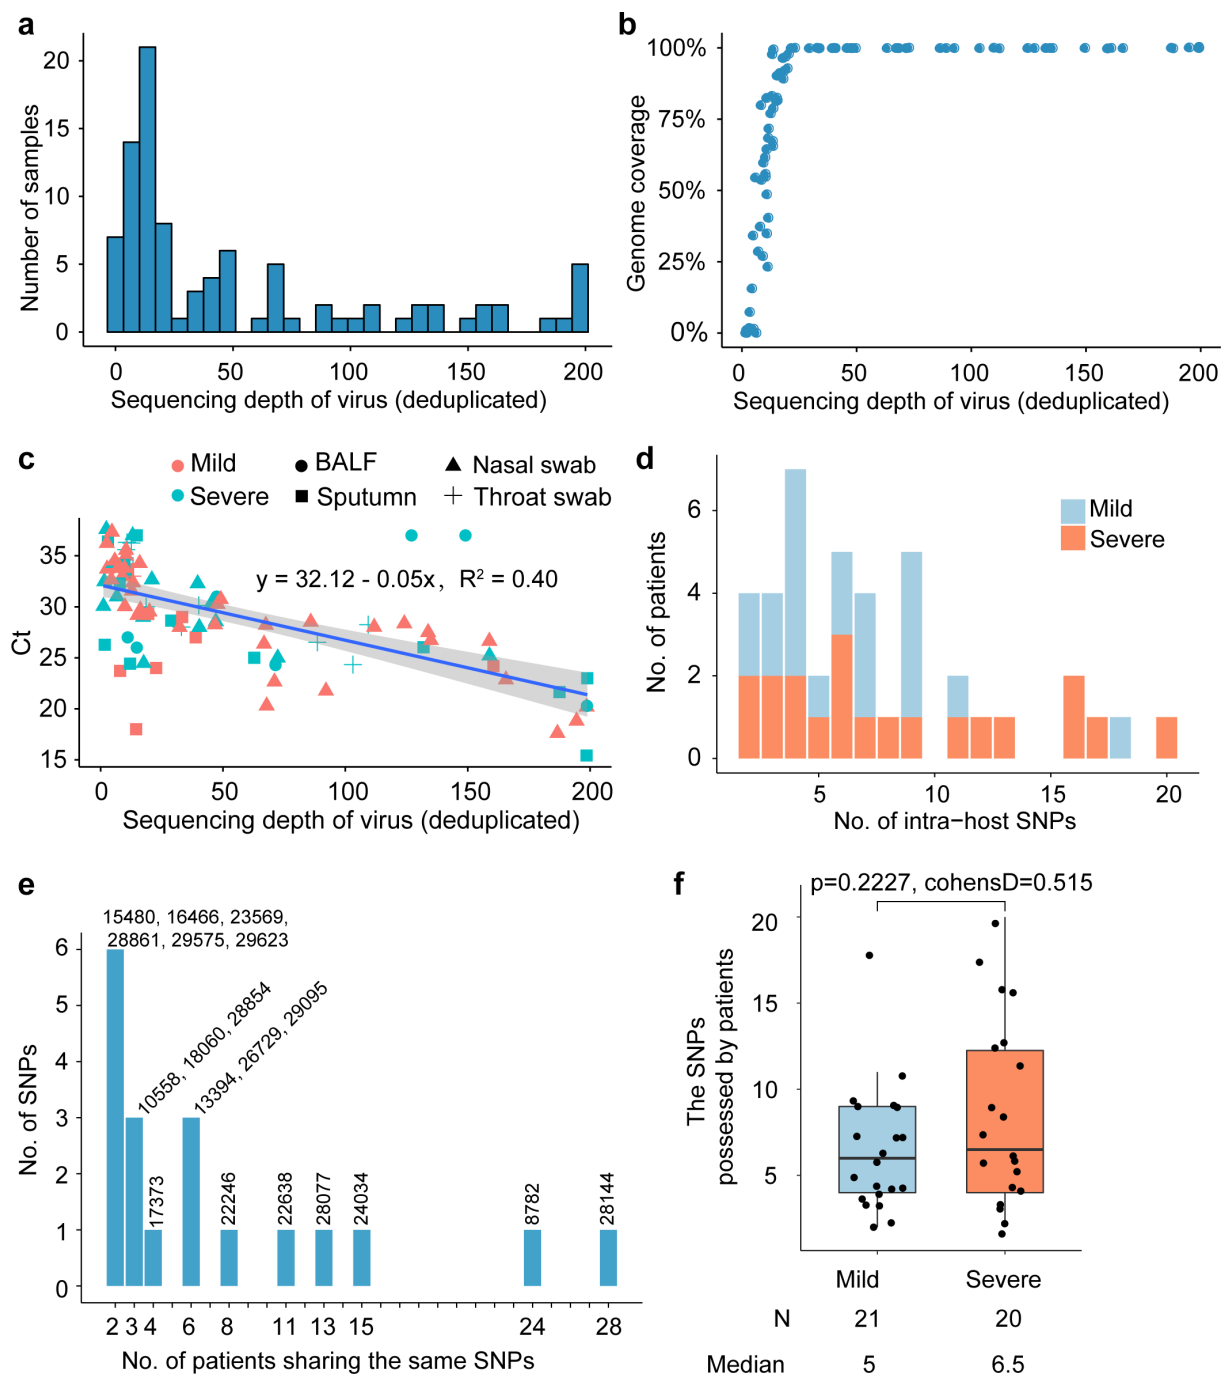 a
20
15
10
5
0
Number of samples
0 50 100 150 200
Sequencing depth of virus (deduplicated)
b
100%
75%
50%
25%
0%
Genome coverage
0 50 100 150 200
Sequencing depth of virus (deduplicated)
c
Mild BALF Nasal swab
Severe Sputumn Throat swab
Ct
35
30
25
20
15
y = 32.12 - 0.05x, R² = 0.40
0 50 100 150 200
Sequencing depth of virus (deduplicated)
d
Mild
Severe
6
4
2
0
No. of patients
5 10 15 20
No. of intra−host SNPs
e
15480, 16466, 23569,
28861, 29575, 29623
10558, 18060, 28854
13394, 26729, 29095
17373
22246
22638
28077
24034
8782
28144
6
5
4
3
2
1
0
No. of SNPs
2 3 4 6 8 11 13 15 24 28
No. of patients sharing the same SNPs
f
p=0.2227, cohensD=0.515
20
15
10
5
The SNPs
possessed by patients
Mild Severe
N 21 20
Median 5 6.5